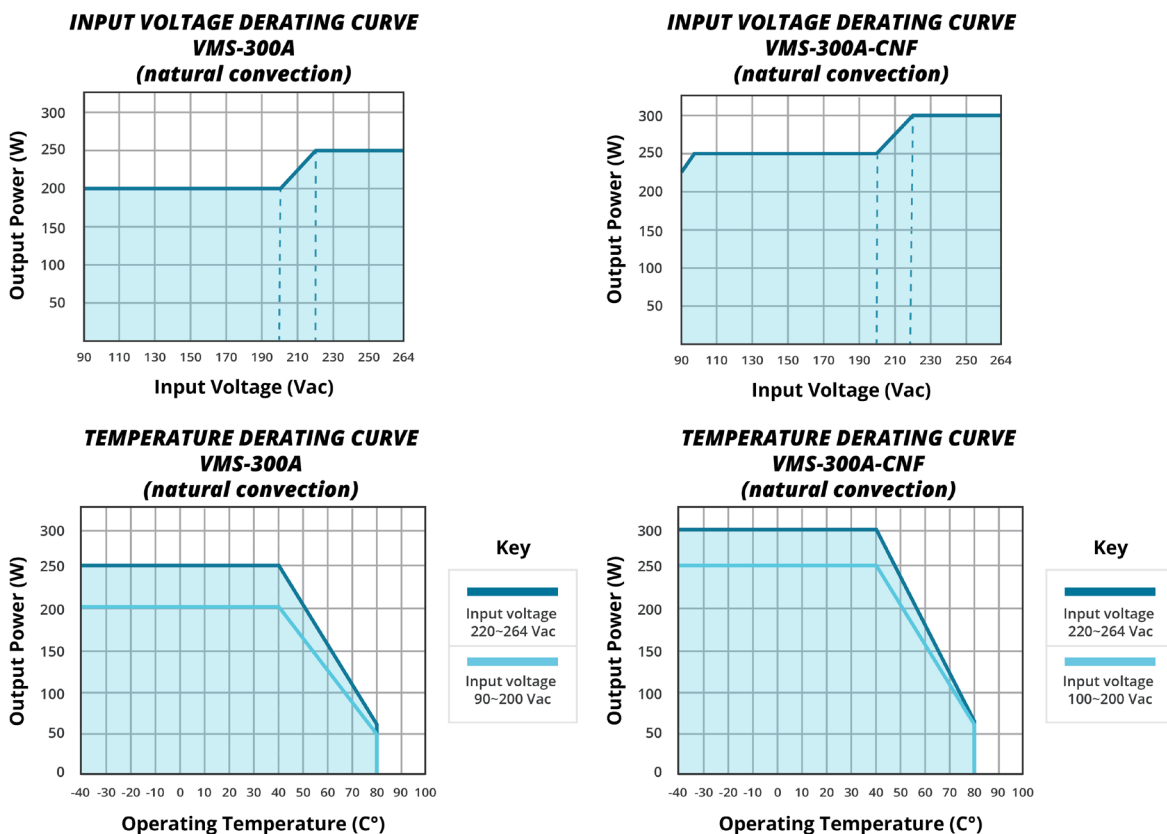 INPUT VOLTAGE DERATING CURVE
VMS-300A
(natural convection)
Output Power (W)
300
250
200
150
100
50
90 110 130 150 170 190 210 230 250 264
Input Voltage (Vac)
INPUT VOLTAGE DERATING CURVE
VMS-300A-CNF
(natural convection)
Output Power (W)
300
250
200
150
100
50
90 110 130 150 170 190 210 230 250 264
Input Voltage (Vac)
TEMPERATURE DERATING CURVE
VMS-300A
(natural convection)
Output Power (W)
300
250
200
150
100
50
0
-40 -30 -20 -10 0 10 20 30 40 50 60 70 80 90 100
Operating Temperature (C°)
Key
Input voltage
220~264 Vac
Input voltage
90~200 Vac
TEMPERATURE DERATING CURVE
VMS-300A-CNF
(natural convection)
Output Power (W)
300
250
200
150
100
50
0
-40 -30 -20 -10 0 10 20 30 40 50 60 70 80 90 100
Operating Temperature (C°)
Key
Input voltage
220~264 Vac
Input voltage
100~200 Vac